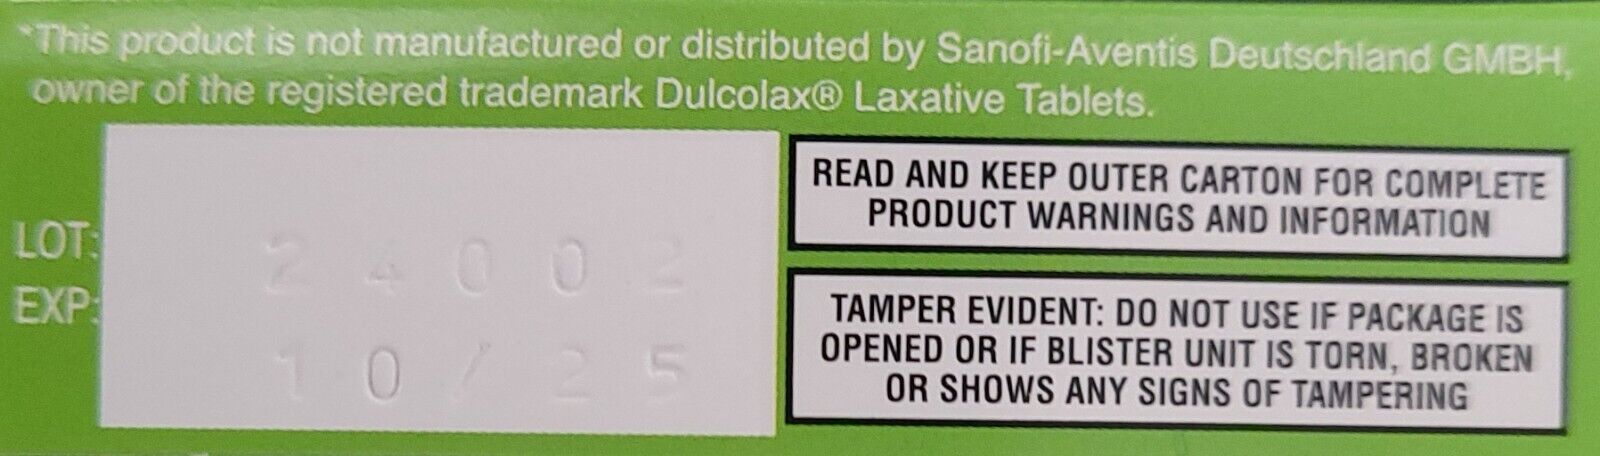 *This product is not manufactured or distributed by Sanofi-Aventis Deutschland GMBH,
owner of the registered trademark Dulcolax® Laxative Tablets.
LOT: 24002
EXP: 10/25
READ AND KEEP OUTER CARTON FOR COMPLETE
PRODUCT WARNINGS AND INFORMATION
TAMPER EVIDENT: DO NOT USE IF PACKAGE IS
OPENED OR IF BLISTER UNIT IS TORN, BROKEN
OR SHOWS ANY SIGNS OF TAMPERING